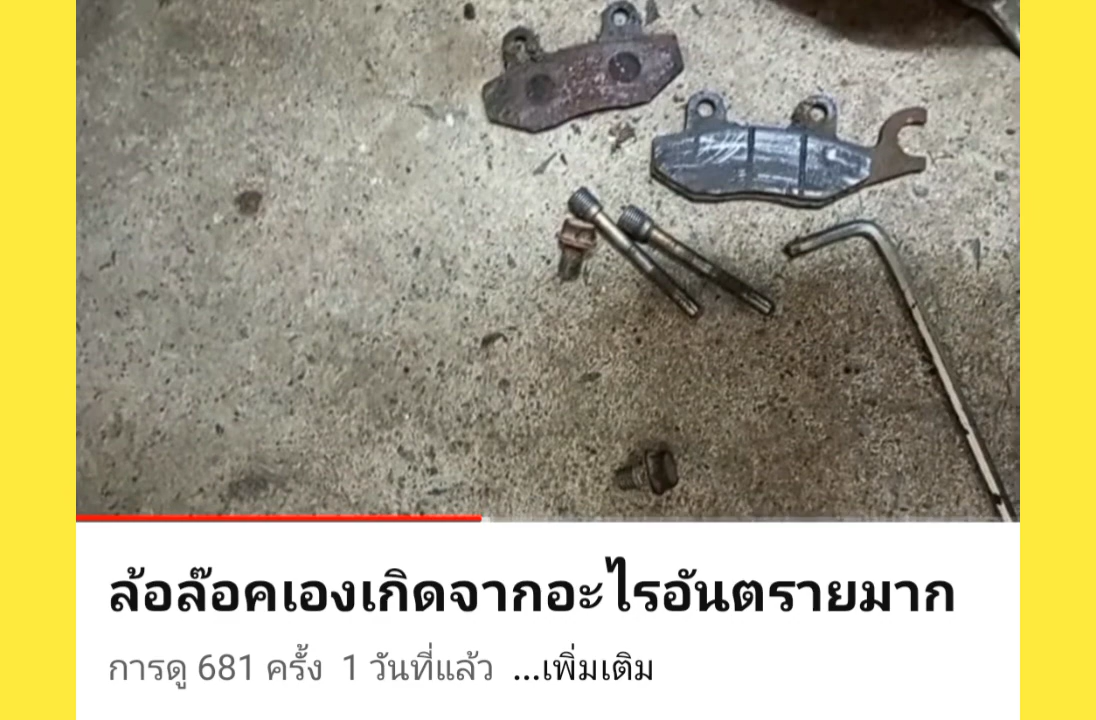 ล้อล๊อคเองเกิดจากอะไรอันตรายมาก
การดู 681 ครั้ง 1 วันที่แล้ว ...เพิ่มเติม